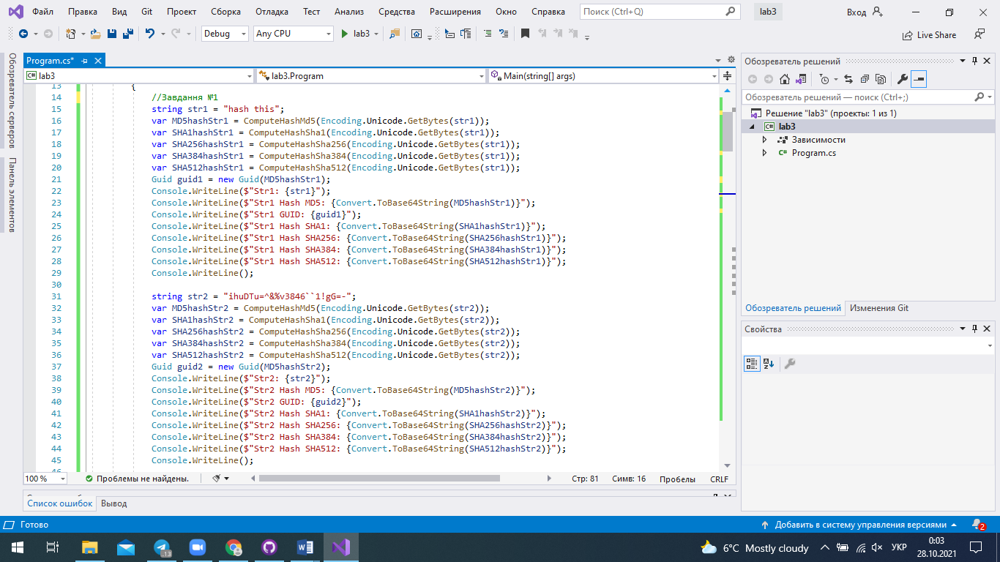 Файл Правка Вид Git Проект Сборка Отладка Тест Анализ Средства Расширения Окно Справка Поиск (Ctrl+Q) lab3 Вход
Debug Any CPU lab3 Live Share
Обозреватель серверов
Панель элементов
Program.cs*
lab3 lab3.Program Main(string[] args)
13 {
14 //Завдання №1
15 string str1 = "hash this";
16 var MD5hashStr1 = ComputeHashMd5(Encoding.Unicode.GetBytes(str1));
17 var SHA1hashStr1 = ComputeHashSha1(Encoding.Unicode.GetBytes(str1));
18 var SHA256hashStr1 = ComputeHashSha256(Encoding.Unicode.GetBytes(str1));
19 var SHA384hashStr1 = ComputeHashSha384(Encoding.Unicode.GetBytes(str1));
20 var SHA512hashStr1 = ComputeHashSha512(Encoding.Unicode.GetBytes(str1));
21 Guid guid1 = new Guid(MD5hashStr1);
22 Console.WriteLine($"Str1: {str1}");
23 Console.WriteLine($"Str1 Hash MD5: {Convert.ToBase64String(MD5hashStr1)}");
24 Console.WriteLine($"Str1 GUID: {guid1}");
25 Console.WriteLine($"Str1 Hash SHA1: {Convert.ToBase64String(SHA1hashStr1)}");
26 Console.WriteLine($"Str1 Hash SHA256: {Convert.ToBase64String(SHA256hashStr1)}");
27 Console.WriteLine($"Str1 Hash SHA384: {Convert.ToBase64String(SHA384hashStr1)}");
28 Console.WriteLine($"Str1 Hash SHA512: {Convert.ToBase64String(SHA512hashStr1)}");
29 Console.WriteLine();
30
31 string str2 = "ihuDTu=^&%v3846``1!gG=-";
32 var MD5hashStr2 = ComputeHashMd5(Encoding.Unicode.GetBytes(str2));
33 var SHA1hashStr2 = ComputeHashSha1(Encoding.Unicode.GetBytes(str2));
34 var SHA256hashStr2 = ComputeHashSha256(Encoding.Unicode.GetBytes(str2));
35 var SHA384hashStr2 = ComputeHashSha384(Encoding.Unicode.GetBytes(str2));
36 var SHA512hashStr2 = ComputeHashSha512(Encoding.Unicode.GetBytes(str2));
37 Guid guid2 = new Guid(MD5hashStr2);
38 Console.WriteLine($"Str2: {str2}");
39 Console.WriteLine($"Str2 Hash MD5: {Convert.ToBase64String(MD5hashStr2)}");
40 Console.WriteLine($"Str2 GUID: {guid2}");
41 Console.WriteLine($"Str2 Hash SHA1: {Convert.ToBase64String(SHA1hashStr2)}");
42 Console.WriteLine($"Str2 Hash SHA256: {Convert.ToBase64String(SHA256hashStr2)}");
43 Console.WriteLine($"Str2 Hash SHA384: {Convert.ToBase64String(SHA384hashStr2)}");
44 Console.WriteLine($"Str2 Hash SHA512: {Convert.ToBase64String(SHA512hashStr2)}");
45 Console.WriteLine();
100 % Проблемы не найдены. Стр: 81 Симв: 16 Пробелы CRLF
Список ошибок Вывод
Обозреватель решений
Обозреватель решений — поиск (Ctrl+;)
Решение "lab3" (проекты: 1 из 1)
lab3
Зависимости
Program.cs
Обозреватель решений Изменения Git
Свойства
Готово Добавить в систему управления версиями 2
13 6°C Mostly cloudy УКР 0:03
28.10.2021